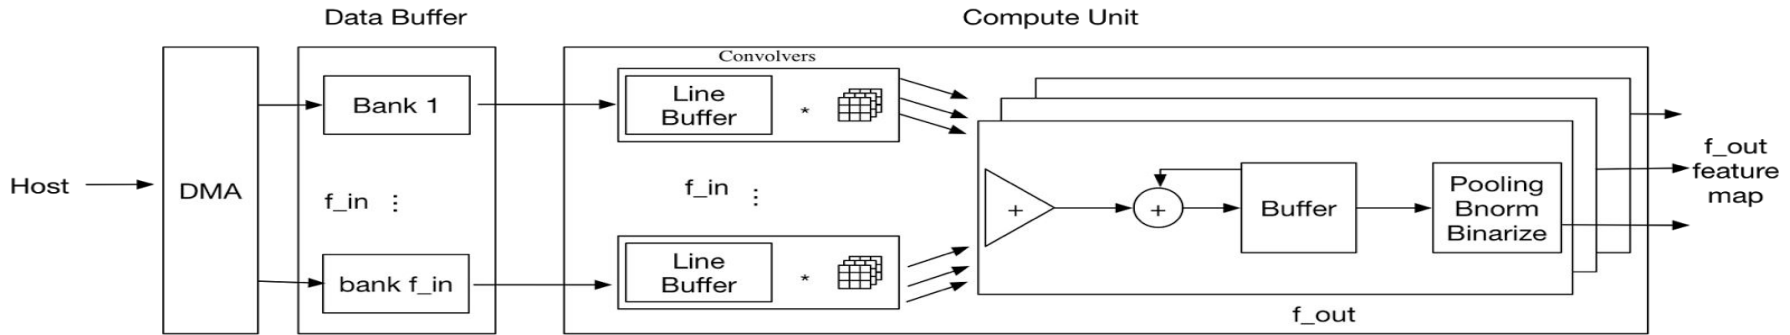 Data Buffer
Compute Unit
Convolvers
Host
DMA
Bank 1
f_in ⋮
bank f_in
Line
Buffer
*
f_in ⋮
Line
Buffer
*
+
+
Buffer
Pooling
Bnorm
Binarize
f_out
f_out
feature
map